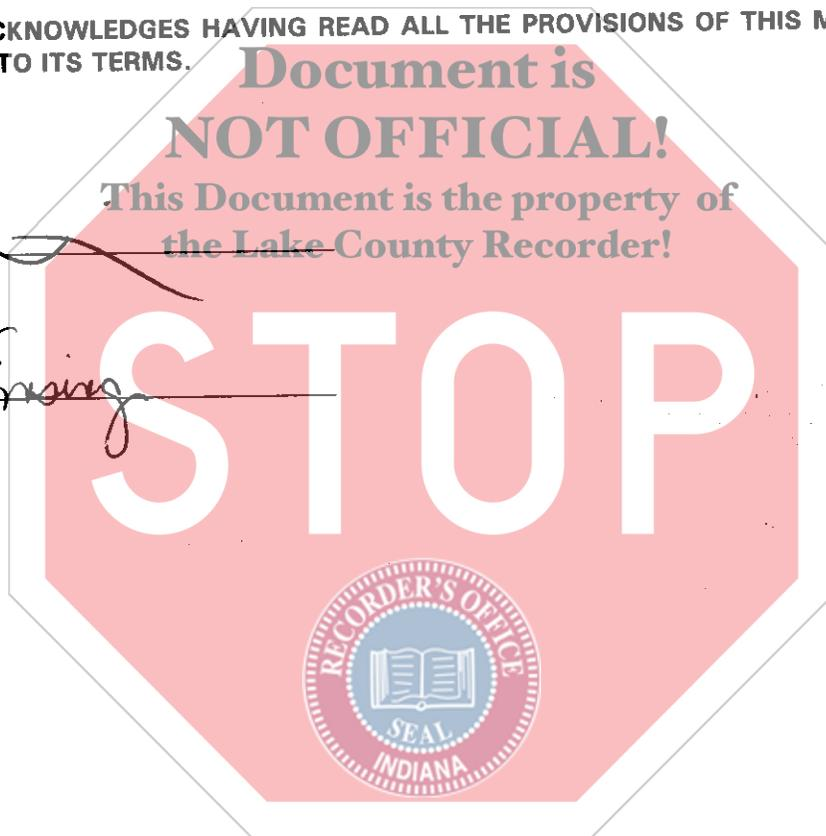 CKNOWLEDGES HAVING READ ALL THE PROVISIONS OF THIS M
TO ITS TERMS.
Document is
NOT OFFICIAL!
This Document is the property of
the Lake County Recorder!
STOP
RECORDER'S OFFICE
SEAL
INDIANA